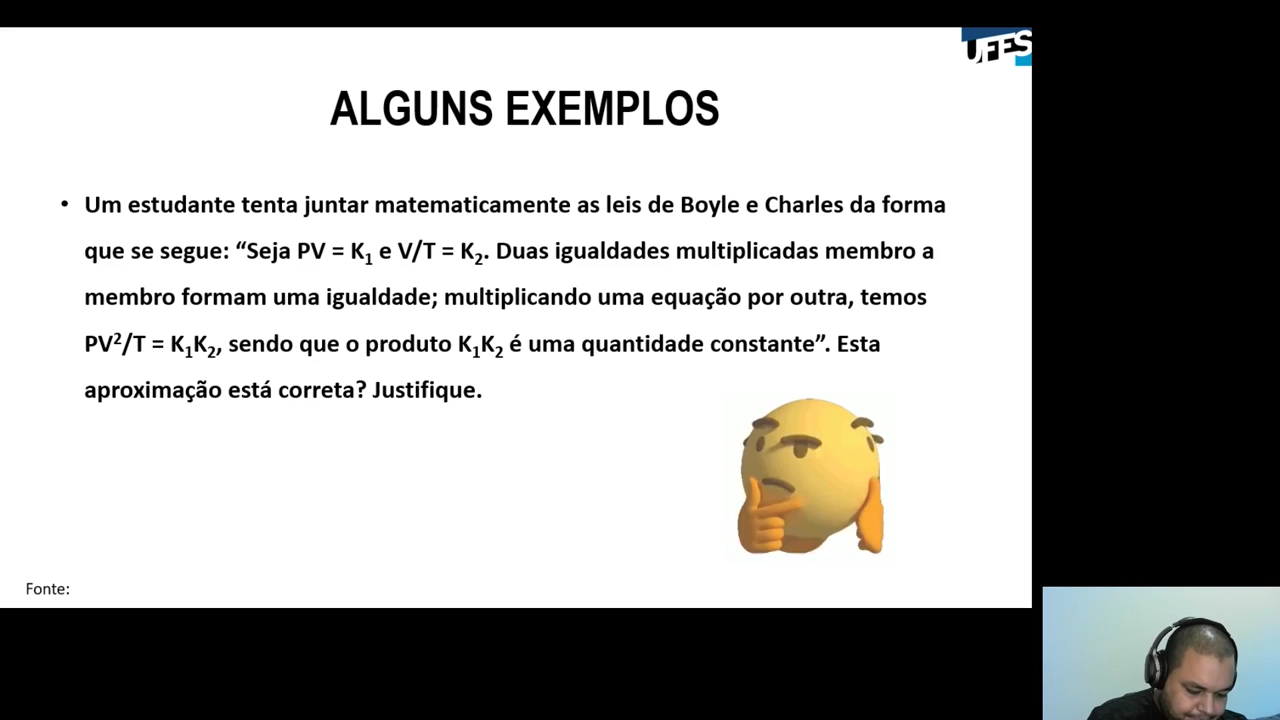 UFES
ALGUNS EXEMPLOS
• Um estudante tenta juntar matematicamente as leis de Boyle e Charles da forma
que se segue: “Seja PV = K₁ e V/T = K₂. Duas igualdades multiplicadas membro a
membro formam uma igualdade; multiplicando uma equação por outra, temos
PV²/T = K₁K₂, sendo que o produto K₁K₂ é uma quantidade constante”. Esta
aproximação está correta? Justifique.
Fonte: